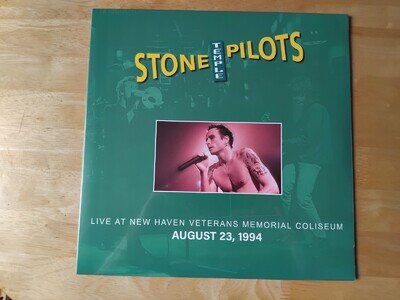 STONE TEMPLE PILOTS
LIVE AT NEW HAVEN VETERANS MEMORIAL COLISEUM
AUGUST 23, 1994